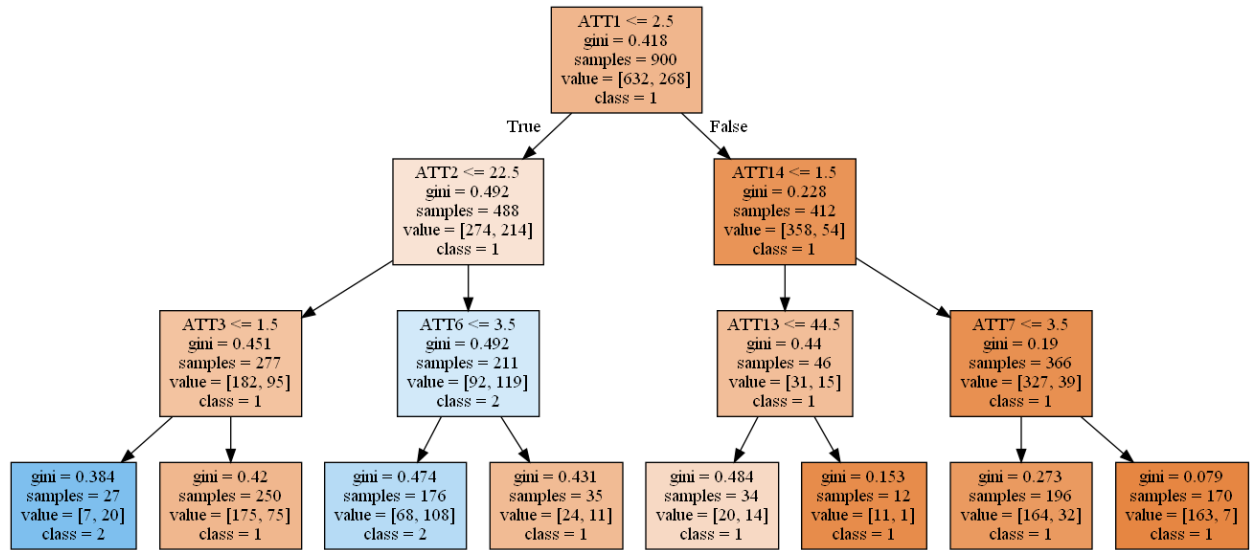 ATT1 <= 2.5
gini = 0.418
samples = 900
value = [632, 268]
class = 1
True
False
ATT2 <= 22.5
gini = 0.492
samples = 488
value = [274, 214]
class = 1
ATT14 <= 1.5
gini = 0.228
samples = 412
value = [358, 54]
class = 1
ATT3 <= 1.5
gini = 0.451
samples = 277
value = [182, 95]
class = 1
ATT6 <= 3.5
gini = 0.492
samples = 211
value = [92, 119]
class = 2
ATT13 <= 44.5
gini = 0.44
samples = 46
value = [31, 15]
class = 1
ATT7 <= 3.5
gini = 0.19
samples = 366
value = [327, 39]
class = 1
gini = 0.384
samples = 27
value = [7, 20]
class = 2
gini = 0.42
samples = 250
value = [175, 75]
class = 1
gini = 0.474
samples = 176
value = [68, 108]
class = 2
gini = 0.431
samples = 35
value = [24, 11]
class = 1
gini = 0.484
samples = 34
value = [20, 14]
class = 1
gini = 0.153
samples = 12
value = [11, 1]
class = 1
gini = 0.273
samples = 196
value = [164, 32]
class = 1
gini = 0.079
samples = 170
value = [163, 7]
class = 1